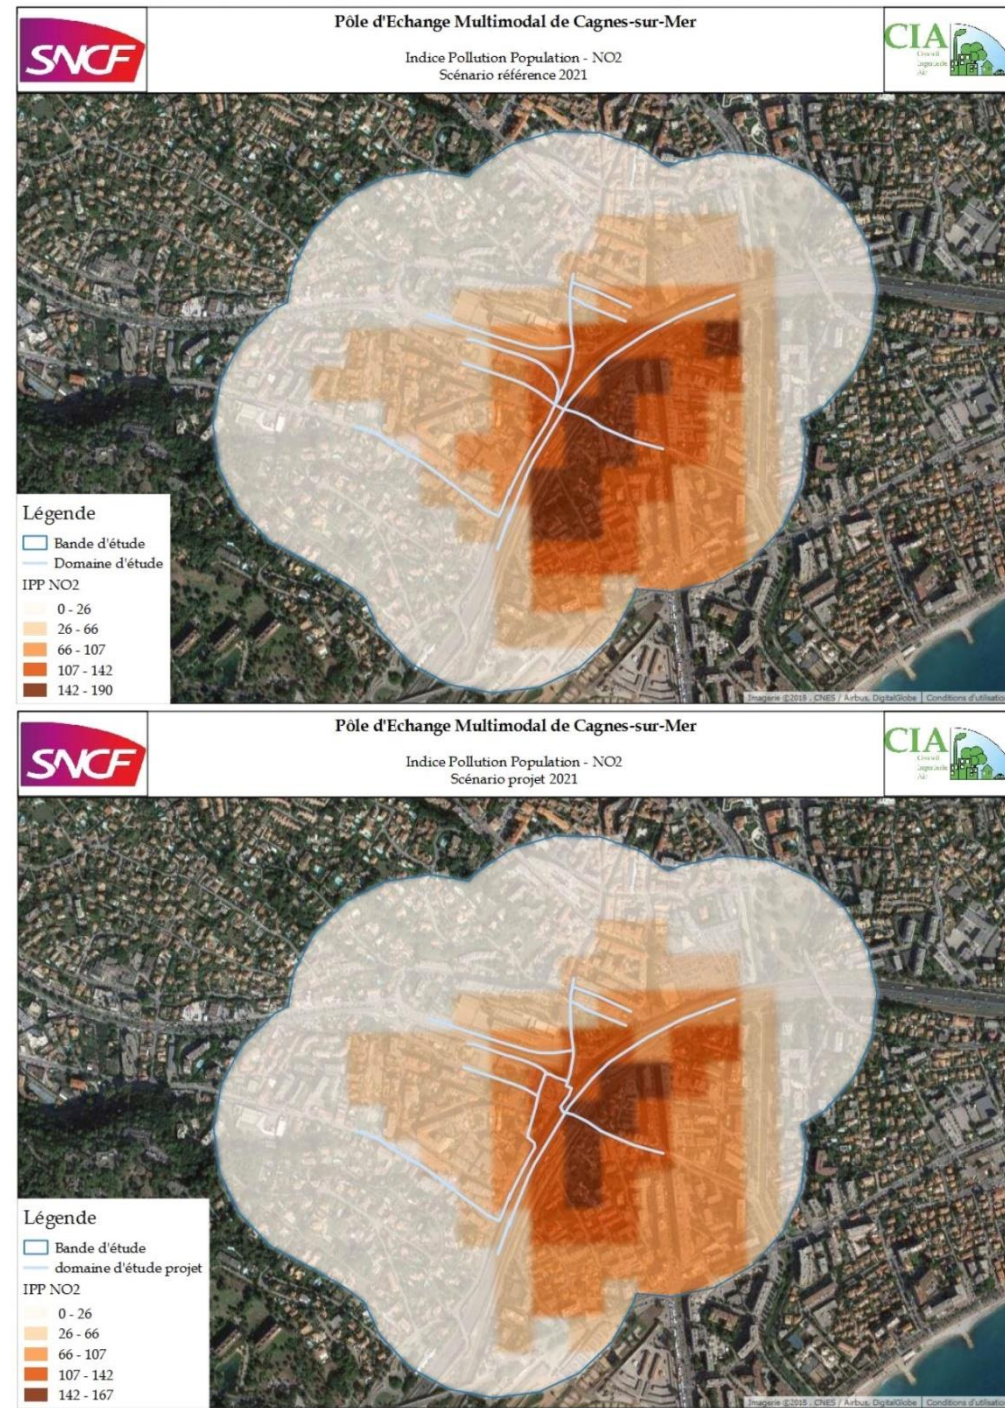 SNCF
Pôle d'Echange Multimodal de Cagnes-sur-Mer
Indice Pollution Population - NO2
Scénario référence 2021
CIA
Légende
Bande d'étude
Domaine d'étude
IPP NO2
0 - 26
26 - 66
66 - 107
107 - 142
142 - 190
Imagerie ©2018 , CNES / Airbus, DigitalGlobe | Conditions d'utilisati
SNCF
Pôle d'Echange Multimodal de Cagnes-sur-Mer
Indice Pollution Population - NO2
Scénario projet 2021
CIA
Légende
Bande d'étude
domaine d'étude projet
IPP NO2
0 - 26
26 - 66
66 - 107
107 - 142
142 - 167
Imagerie ©2018 , CNES / Airbus, DigitalGlobe | Conditions d'utilisati